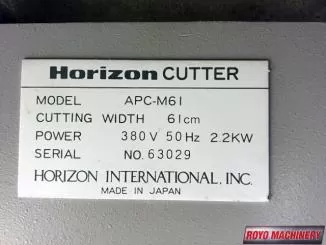 Horizon CUTTER
MODEL APC-M61
CUTTING WIDTH 61cm
POWER 380V 50Hz 2.2KW
SERIAL NO. 63029
HORIZON INTERNATIONAL, INC.
MADE IN JAPAN
ROYO MACHINERY